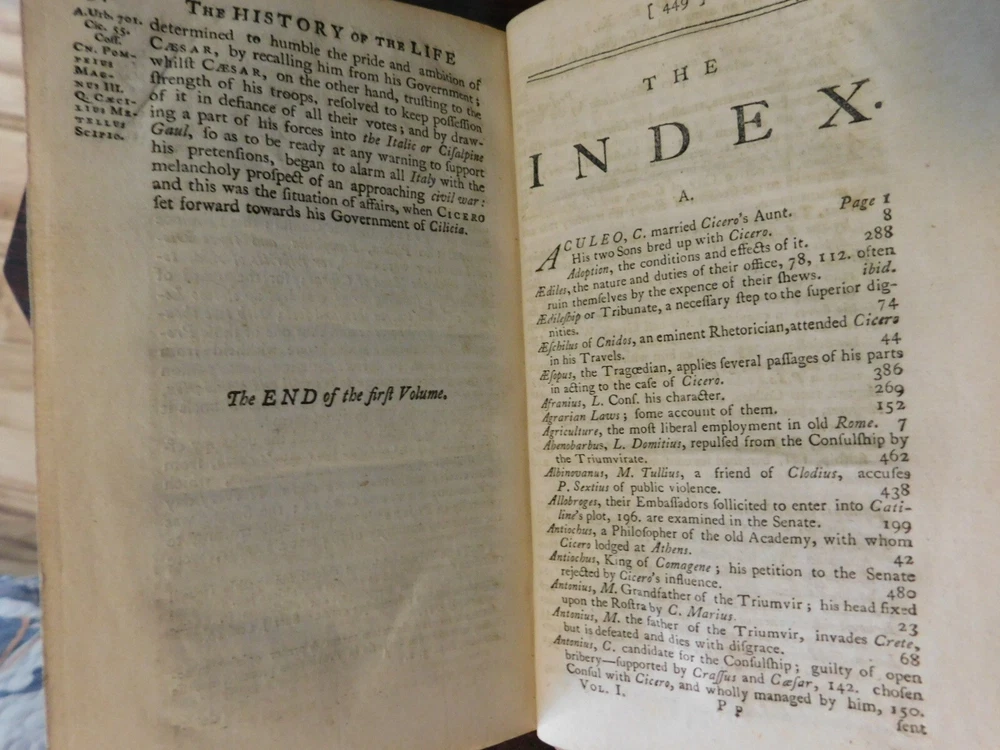 The HISTORY of the LIFE
A. Urb. 701.
Cic. 55.
Coſſ.
Cn. Pom-
peius
Mag-
nus III.
Q. Cæci-
lius Me-
tellus
Scipio.
determined to humble the pride and ambition of
CÆSAR, by recalling him from his Government;
whilſt CÆSAR, on the other hand, truſting to the
ſtrength of his troops, reſolved to keep poſſeſſion
of it in defiance of all their votes; and by draw-
ing a part of his forces into the Italic or Ciſalpine
Gaul, ſo as to be ready at any warning to ſupport
his pretenſions, began to alarm all Italy with the
melancholy proſpect of an approaching civil war:
and this was the ſituation of affairs, when CICERO
ſet forward towards his Government of Cilicia.
The END of the firſt Volume.
[ 449 ]
THE
INDEX.
A.
ACULEO, C. married Cicero's Aunt. Page 1
His two Sons bred up with Cicero. 8
Adoption, the conditions and effects of it. 288
Ædiles, the nature and duties of their office, 78, 112. often
ruin themſelves by the expence of their ſhews. ibid.
Ædileſhip or Tribunate, a neceſſary ſtep to the ſuperior dig-
nities. 74
Æſchilus of Cnidos, an eminent Rhetorician, attended Cicero
in his Travels. 44
Æſopus, the Tragœdian, applies ſeveral paſſages of his parts
in acting to the caſe of Cicero. 386
Afranius, L. Conſ. his character. 269
Agrarian Laws; ſome account of them. 152
Agriculture, the moſt liberal employment in old Rome. 7
Ahenobarbus, L. Domitius, repulſed from the Conſulſhip by
the Triumvirate. 462
Albinovanus, M. Tullius, a friend of Clodius, accuſes
P. Sextius of public violence. 438
Allobroges, their Embaſſadors ſollicited to enter into Cati-
line's plot, 196. are examined in the Senate. 199
Antiochus, a Philoſopher of the old Academy, with whom
Cicero lodged at Athens. 42
Antiochus, King of Comagene; his petition to the Senate
rejected by Cicero's influence. 480
Antonius, M. Grandfather of the Triumvir; his head fixed
upon the Roſtra by C. Marius. 23
Antonius, M. the father of the Triumvir, invades Crete,
but is defeated and dies with diſgrace. 68
Antonius, C. candidate for the Conſulſhip; guilty of open
bribery—ſupported by Craſſus and Cæſar, 142. choſen
Conſul with Cicero, and wholly managed by him, 150.
Vol. I. P p ſent